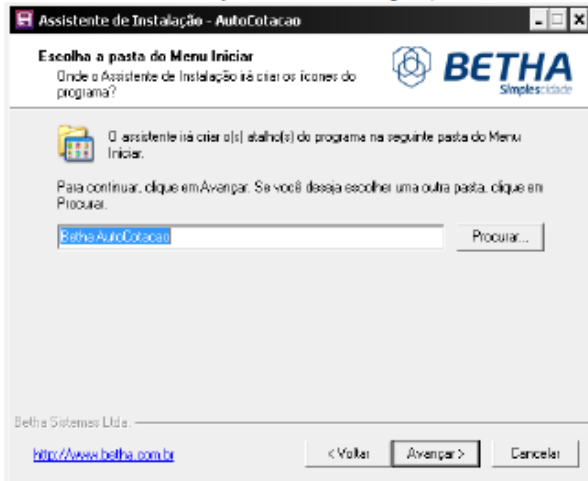 Assistente de Instalação - AutoCotacao
Escolha a pasta do Menu Iniciar
Onde o Assistente de Instalação irá criar os ícones do
programa?
BETHA
Simplescidade
O assistente irá criar o(s) atalho(s) do programa na seguinte pasta do Menu
Iniciar.
Para continuar, clique em Avançar. Se você deseja escolher uma outra pasta, clique em
Procurar.
Betha AutoCotacao
Procurar...
Betha Sistemas Ltda.
http://www.betha.com.br
< Voltar
Avançar >
Cancelar